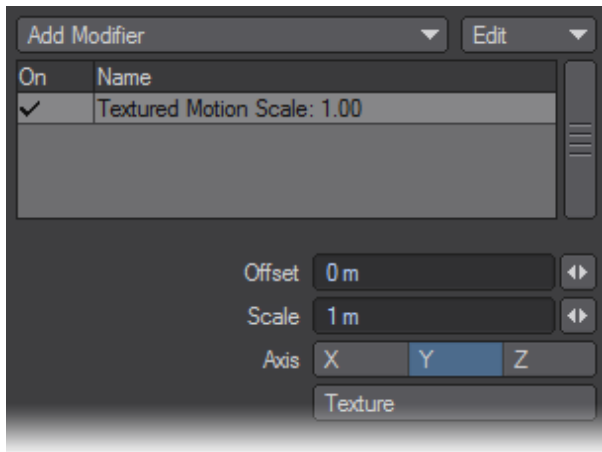 Add Modifier Edit
On Name
Textured Motion Scale: 1.00
Offset 0 m
Scale 1 m
Axis X Y Z
Texture